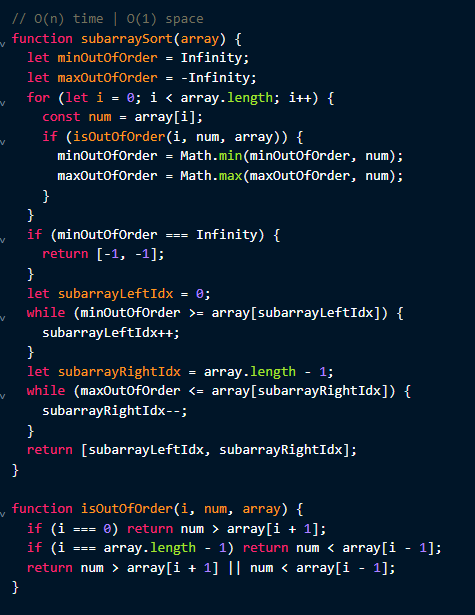 // O(n) time | O(1) space
function subarraySort(array) {
  let minOutOfOrder = Infinity;
  let maxOutOfOrder = -Infinity;
  for (let i = 0; i < array.length; i++) {
    const num = array[i];
    if (isOutOfOrder(i, num, array)) {
      minOutOfOrder = Math.min(minOutOfOrder, num);
      maxOutOfOrder = Math.max(maxOutOfOrder, num);
    }
  }
  if (minOutOfOrder === Infinity) {
    return [-1, -1];
  }
  let subarrayLeftIdx = 0;
  while (minOutOfOrder >= array[subarrayLeftIdx]) {
    subarrayLeftIdx++;
  }
  let subarrayRightIdx = array.length - 1;
  while (maxOutOfOrder <= array[subarrayRightIdx]) {
    subarrayRightIdx--;
  }
  return [subarrayLeftIdx, subarrayRightIdx];
}

function isOutOfOrder(i, num, array) {
  if (i === 0) return num > array[i + 1];
  if (i === array.length - 1) return num < array[i - 1];
  return num > array[i + 1] || num < array[i - 1];
}